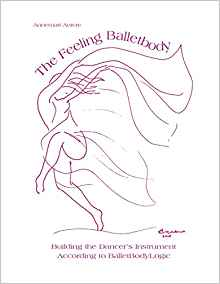 Annemari Autere
The Feeling Balletbody
Building the Dancer's Instrument
According to BalletBodyLogic